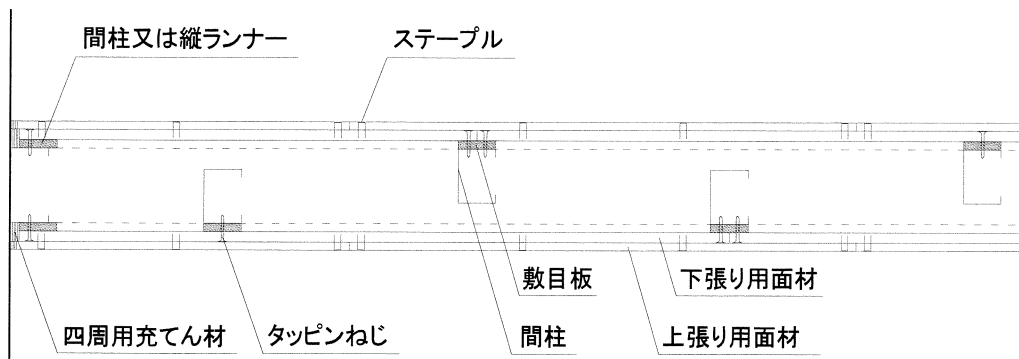 間柱又は縦ランナー
ステープル
敷目板
下張り用面材
四周用充てん材
タッピンねじ
間柱
上張り用面材